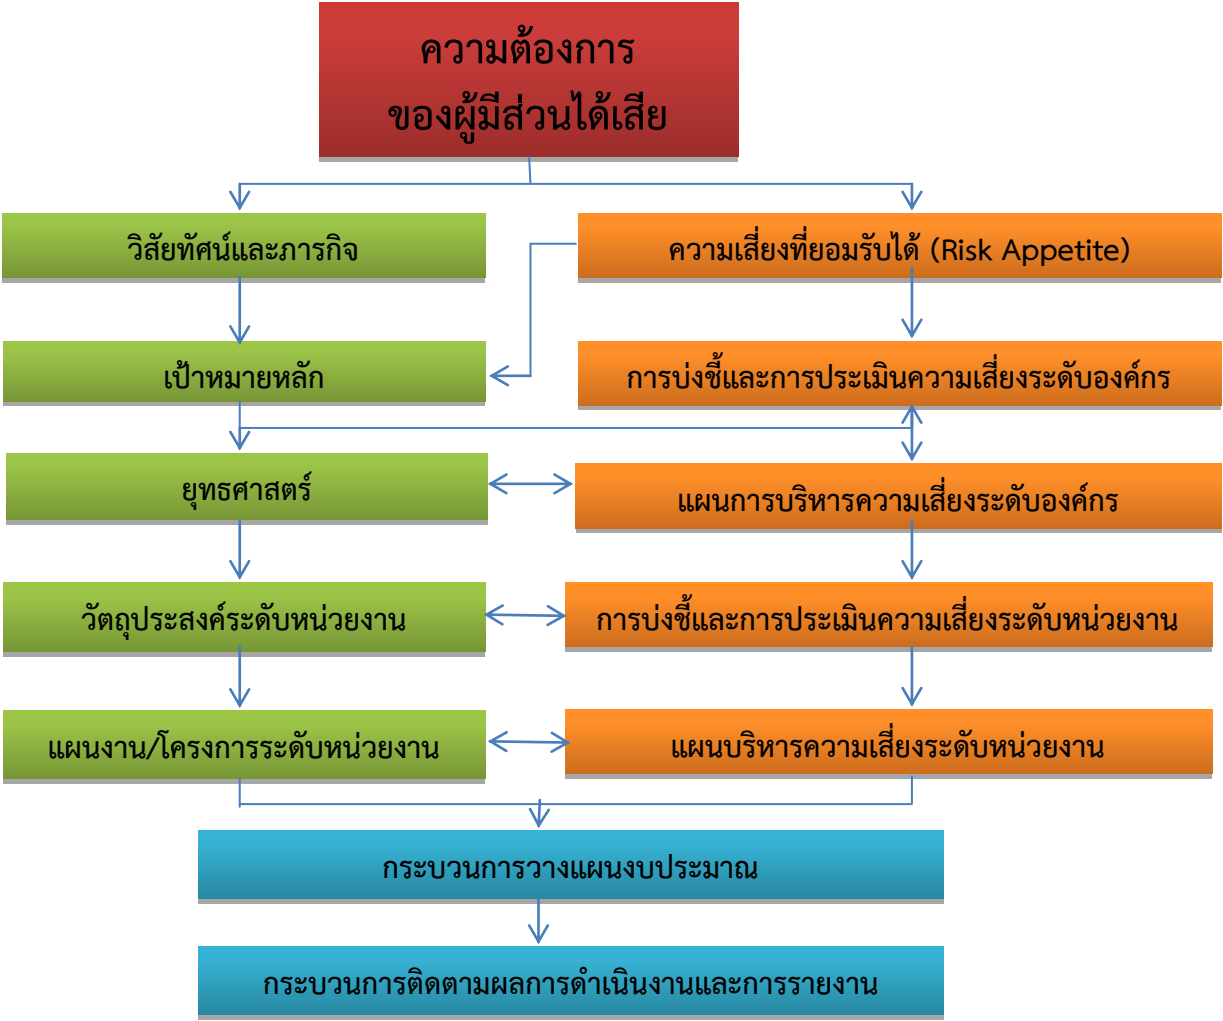 ความต้องการ
ของผู้มีส่วนได้เสีย
วิสัยทัศน์และภารกิจ
ความเสี่ยงที่ยอมรับได้ (Risk Appetite)
เป้าหมายหลัก
การบ่งชี้และการประเมินความเสี่ยงระดับองค์กร
ยุทธศาสตร์
แผนการบริหารความเสี่ยงระดับองค์กร
วัตถุประสงค์ระดับหน่วยงาน
การบ่งชี้และการประเมินความเสี่ยงระดับหน่วยงาน
แผนงาน/โครงการระดับหน่วยงาน
แผนบริหารความเสี่ยงระดับหน่วยงาน
กระบวนการวางแผนงบประมาณ
กระบวนการติดตามผลการดำเนินงานและการรายงาน